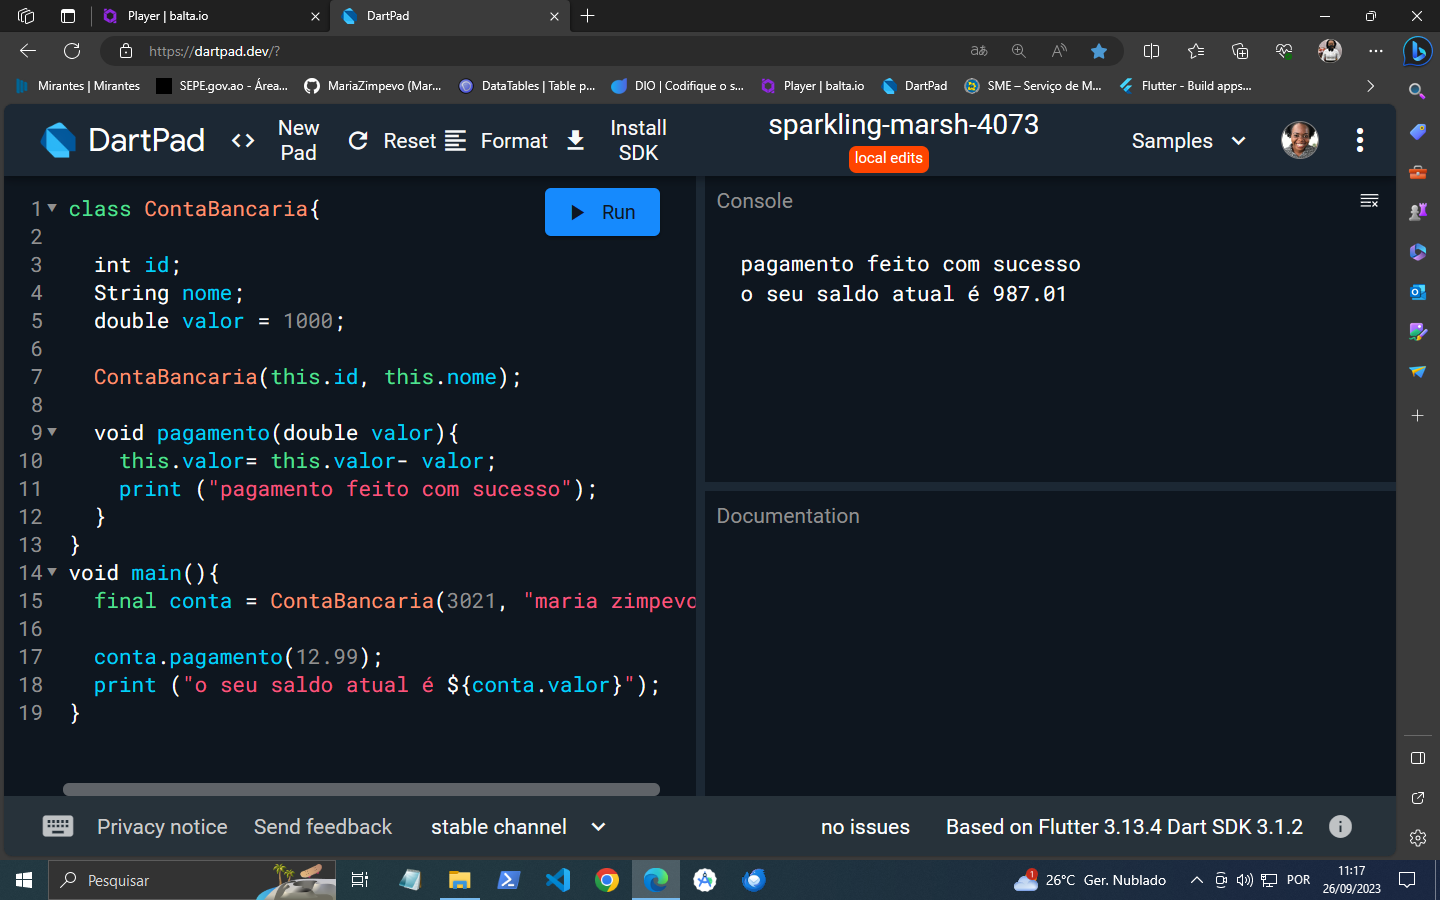 Player | balta.io
DartPad
https://dartpad.dev/?
Mirantes | Mirantes
SEPE.gov.ao - Área...
MariaZimpevo (Mar...
DataTables | Table p...
DIO | Codifique o s...
Player | balta.io
DartPad
SME – Serviço de M...
Flutter - Build apps...
DartPad
<> New Pad
Reset
Format
Install SDK
sparkling-marsh-4073
local edits
Samples
1 class ContaBancaria{
2
3 int id;
4 String nome;
5 double valor = 1000;
6
7 ContaBancaria(this.id, this.nome);
8
9 void pagamento(double valor){
10 this.valor= this.valor- valor;
11 print ("pagamento feito com sucesso");
12 }
13 }
14 void main(){
15 final conta = ContaBancaria(3021, "maria zimpevo
16
17 conta.pagamento(12.99);
18 print ("o seu saldo atual é ${conta.valor}");
19 }
Run
Console
pagamento feito com sucesso
o seu saldo atual é 987.01
Documentation
Privacy notice
Send feedback
stable channel
no issues
Based on Flutter 3.13.4 Dart SDK 3.1.2
Pesquisar
1
26°C Ger. Nublado
POR
11:17
26/09/2023